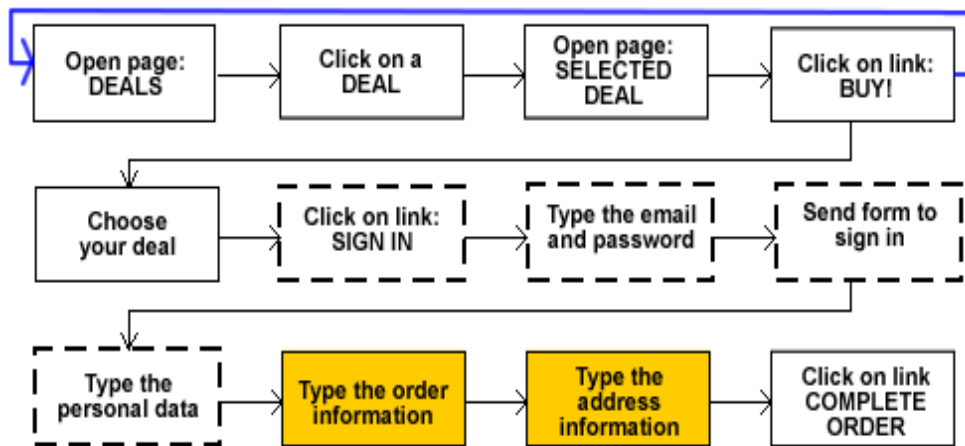 Open page:
DEALS
Click on a
DEAL
Open page:
SELECTED
DEAL
Click on link:
BUY!
Choose
your deal
Click on link:
SIGN IN
Type the email
and password
Send form to
sign in
Type the
personal data
Type the order
information
Type the
address
information
Click on link
COMPLETE
ORDER